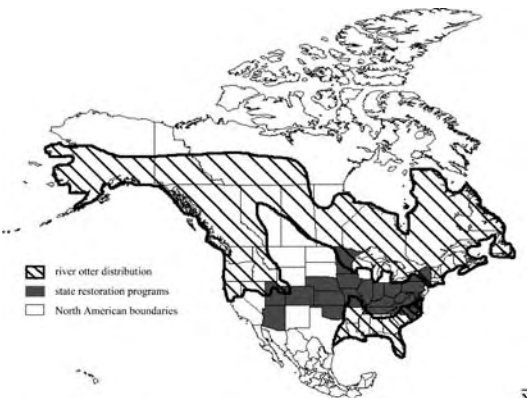 river otter distribution
state restoration programs
North American boundaries